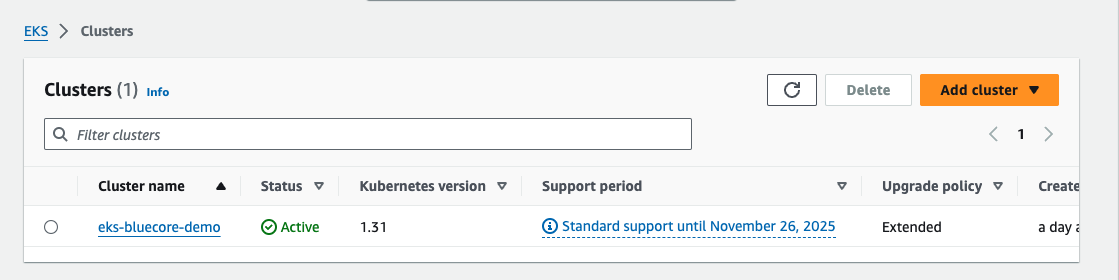 EKS > Clusters
Clusters (1) Info
Delete
Add cluster
Filter clusters
1
Cluster name Status Kubernetes version Support period Upgrade policy Create
eks-bluecore-demo Active 1.31 Standard support until November 26, 2025 Extended a day a